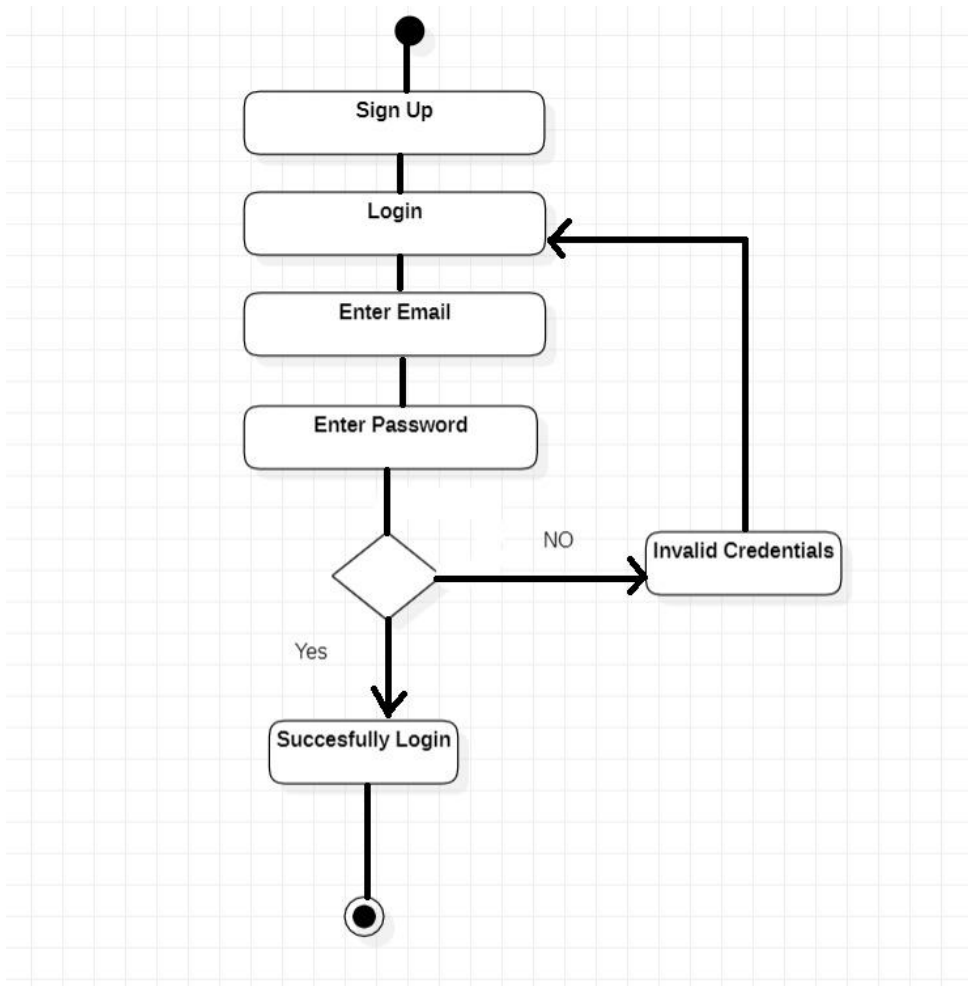 Sign Up
Login
Enter Email
Enter Password
NO
Invalid Credentials
Yes
Succesfully Login